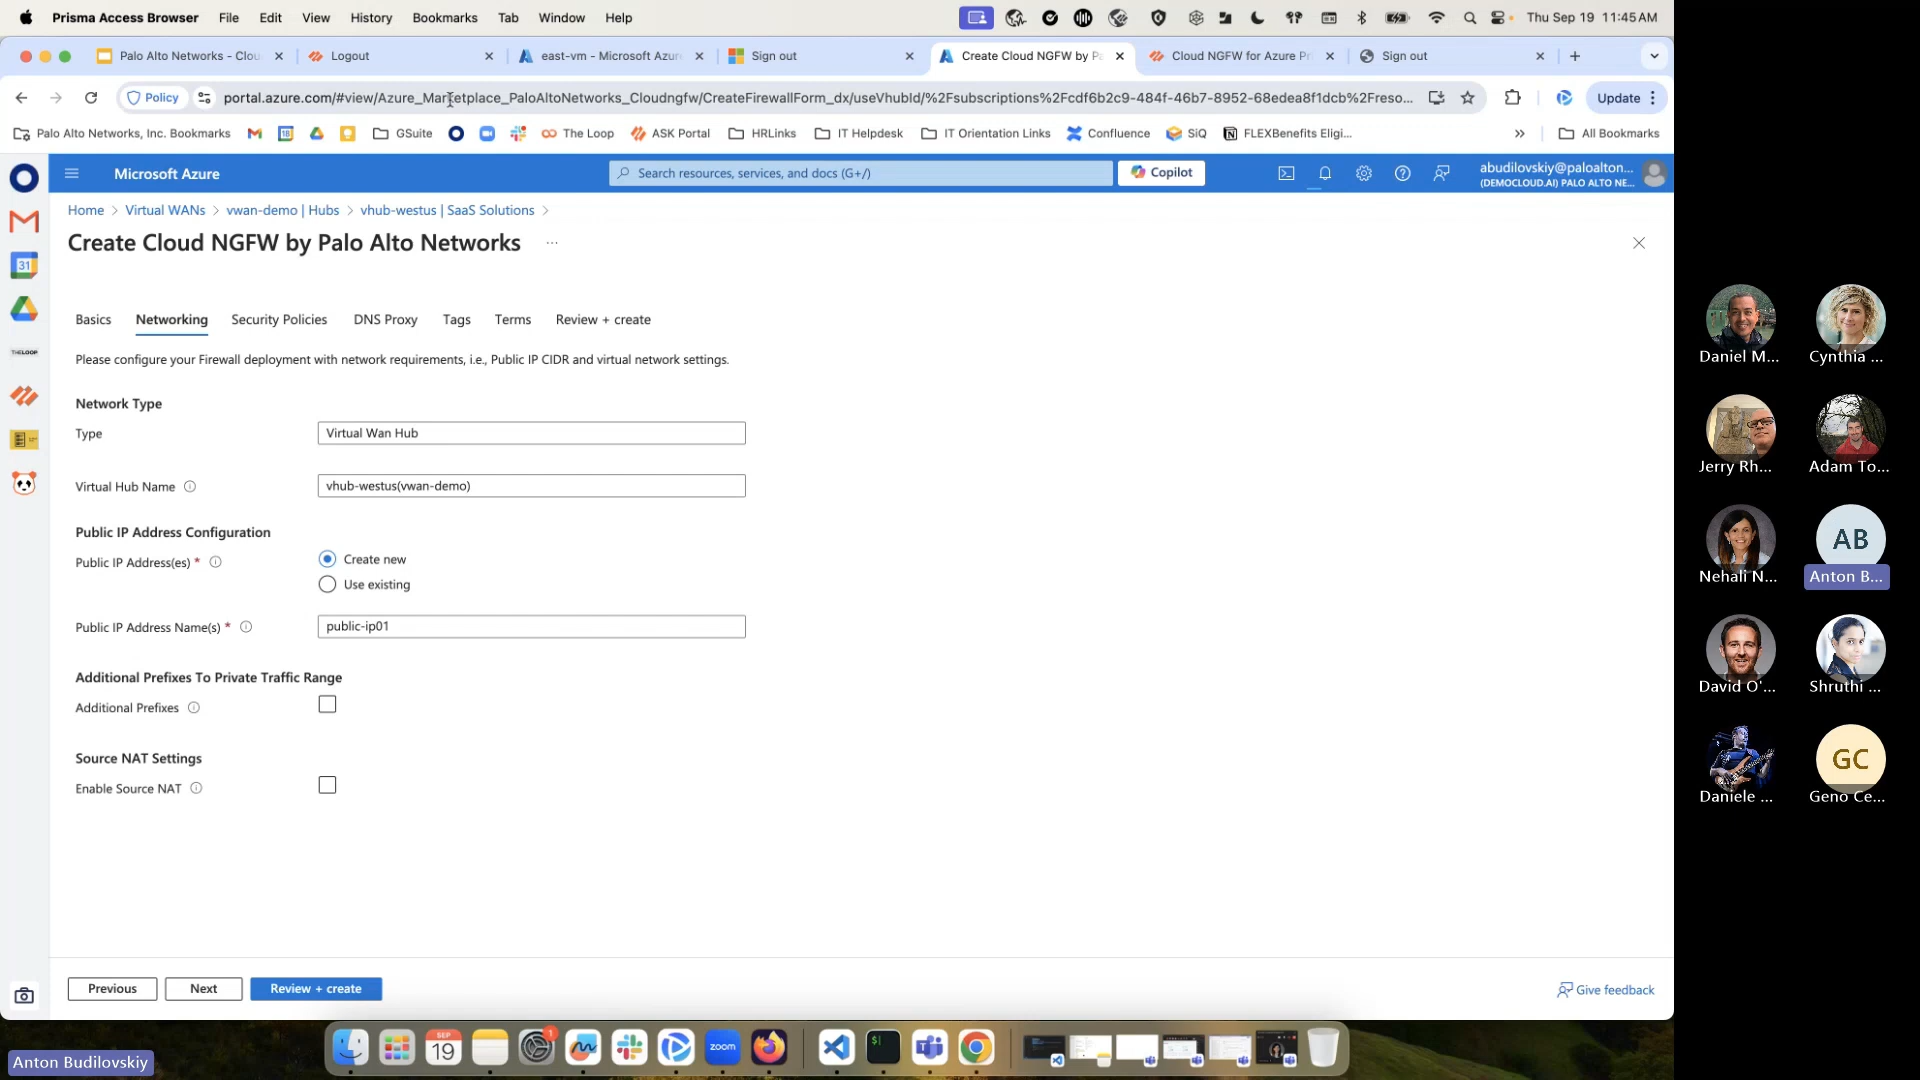 Prisma Access Browser File Edit View History Bookmarks Tab Window Help Thu Sep 19 11:45 AM
Palo Alto Networks - Clou Logout east-vm - Microsoft Azur Sign out Create Cloud NGFW by Pa Cloud NGFW for Azure Pri Sign out
Policy portal.azure.com/#view/Azure_Marketplace_PaloAltoNetworks_Cloudngfw/CreateFirewallForm_dx/useVhubId/%2Fsubscriptions%2Fcdf6b2c9-484f-46b7-8952-68edea8f1dcb%2Freso... Update
Palo Alto Networks, Inc. Bookmarks GSuite The Loop ASK Portal HRLinks IT Helpdesk IT Orientation Links Confluence SiQ FLEXBenefits Eligi... » All Bookmarks
Microsoft Azure Search resources, services, and docs (G+/) Copilot abudilovskiy@paloalton...
(DEMOCLOUD.AI) PALO ALTO NE...
Home > Virtual WANs > vwan-demo | Hubs > vhub-westus | SaaS Solutions >
Create Cloud NGFW by Palo Alto Networks ...
Basics Networking Security Policies DNS Proxy Tags Terms Review + create
Please configure your Firewall deployment with network requirements, i.e., Public IP CIDR and virtual network settings.
Network Type
Type Virtual Wan Hub
Virtual Hub Name vhub-westus(vwan-demo)
Public IP Address Configuration
Public IP Address(es) * Create new
Use existing
Public IP Address Name(s) * public-ip01
Additional Prefixes To Private Traffic Range
Additional Prefixes
Source NAT Settings
Enable Source NAT
Previous Next Review + create Give feedback
31
THELOOP
SEP
19
1
zoom
$
Anton Budilovskiy
Daniel M... Cynthia ...
Jerry Rh... Adam To...
AB
Nehali N... Anton B...
David O'... Shruthi ...
GC
Daniele ... Geno Ce...